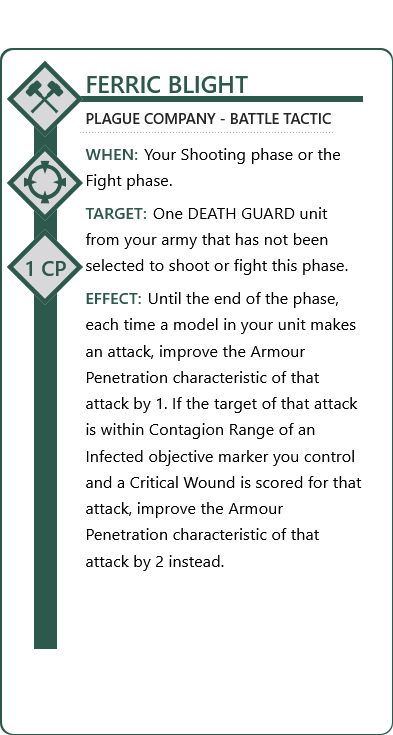 FERRIC BLIGHT
PLAGUE COMPANY - BATTLE TACTIC
WHEN: Your Shooting phase or the
Fight phase.
TARGET: One DEATH GUARD unit
from your army that has not been
selected to shoot or fight this phase.
1 CP
EFFECT: Until the end of the phase,
each time a model in your unit makes
an attack, improve the Armour
Penetration characteristic of that
attack by 1. If the target of that attack
is within Contagion Range of an
Infected objective marker you control
and a Critical Wound is scored for that
attack, improve the Armour
Penetration characteristic of that
attack by 2 instead.